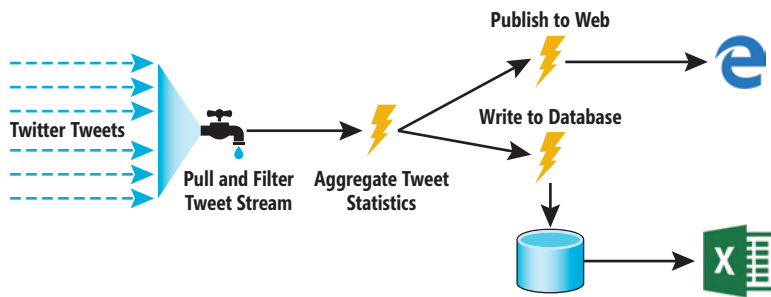 Publish to Web
Twitter Tweets
Write to Database
Pull and Filter
Tweet Stream
Aggregate Tweet
Statistics
X